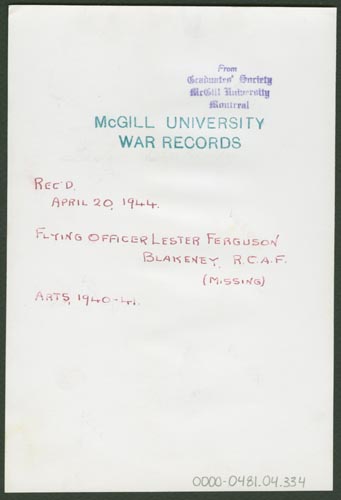 From
Graduates' Society
McGill University
Montreal
McGILL UNIVERSITY
WAR RECORDS
REC'D.
APRIL 20, 1944.
FLYING OFFICER LESTER FERGUSON
BLAKENEY, R.C.A.F.
(MISSING)
ARTS, 1940-41.
0000-0481.04.334